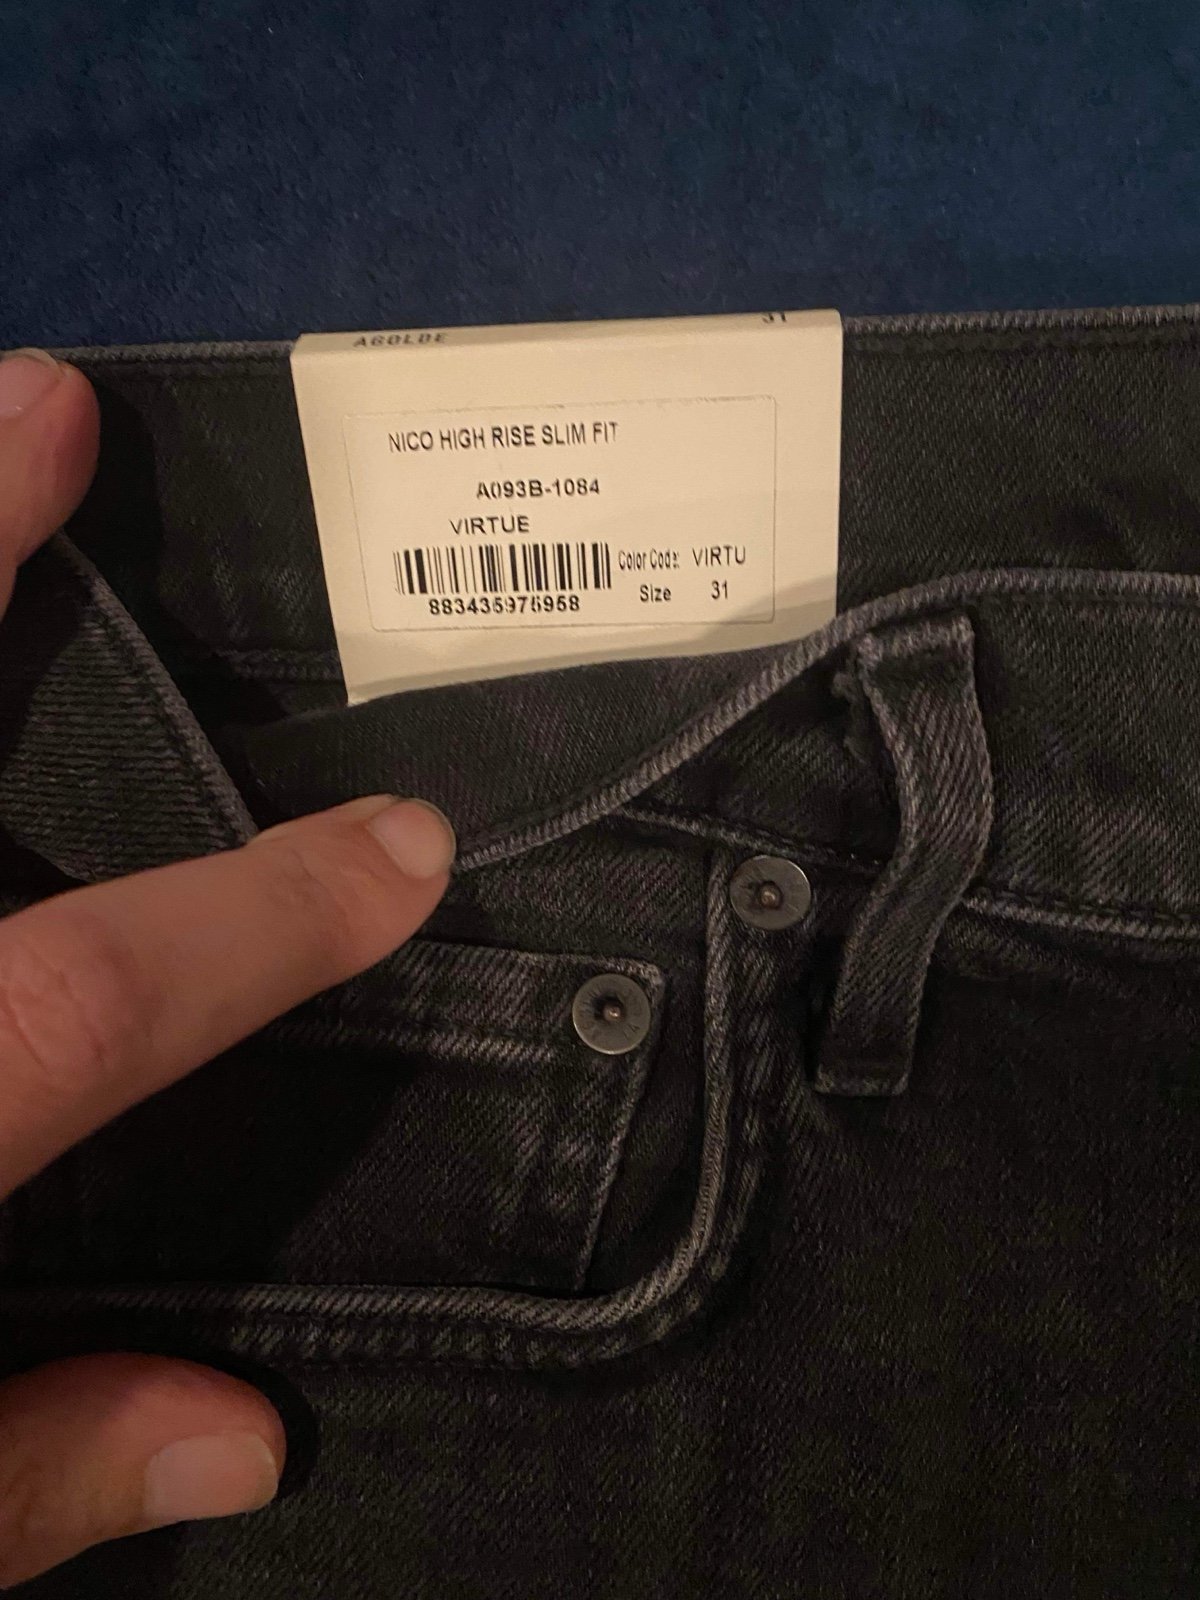 AGOLDE 31
NICO HIGH RISE SLIM FIT
A093B-1084
VIRTUE
Color Code: VIRTU
Size 31
883435975958